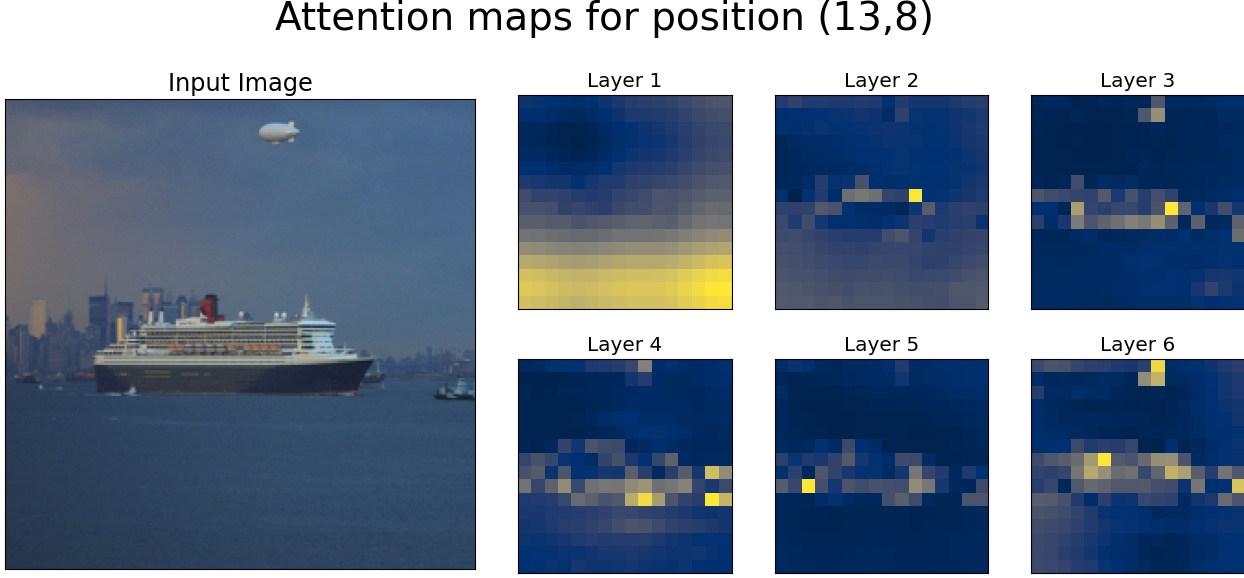 Attention maps for position (13,8)
Input Image
Layer 1
Layer 2
Layer 3
Layer 4
Layer 5
Layer 6